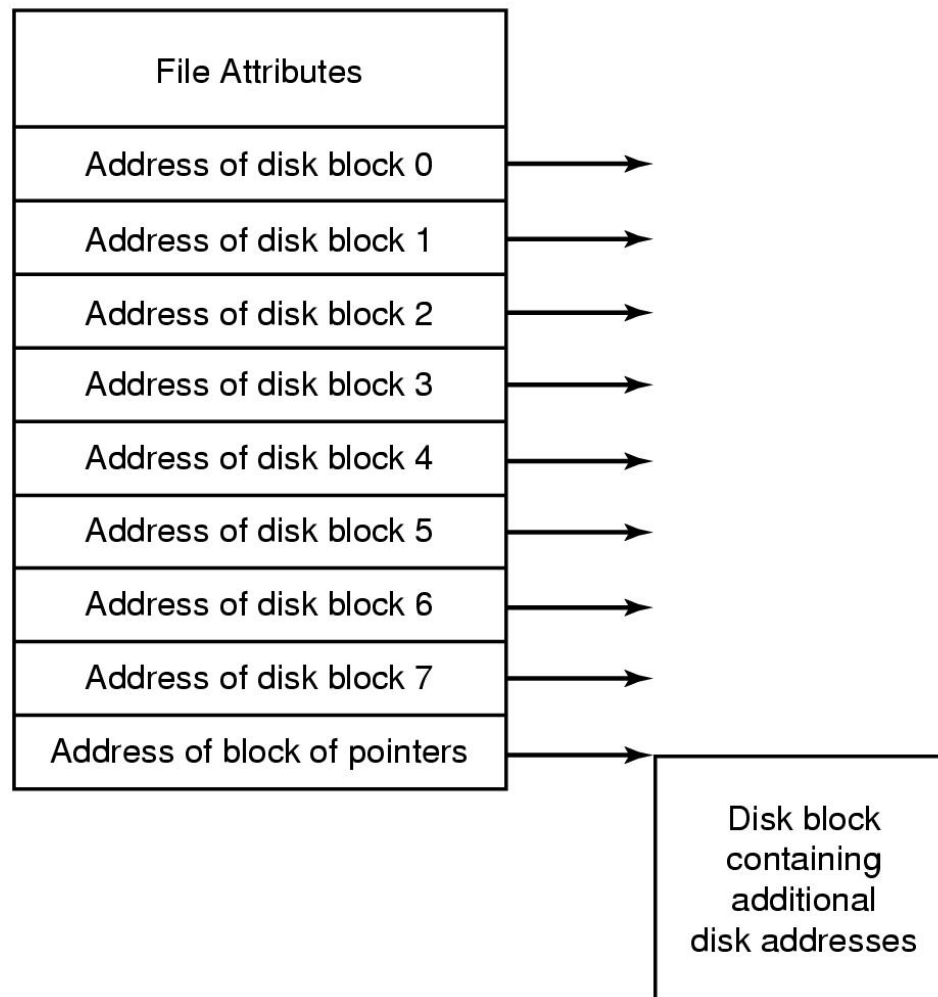 File Attributes
Address of disk block 0
Address of disk block 1
Address of disk block 2
Address of disk block 3
Address of disk block 4
Address of disk block 5
Address of disk block 6
Address of disk block 7
Address of block of pointers
Disk block
containing
additional
disk addresses